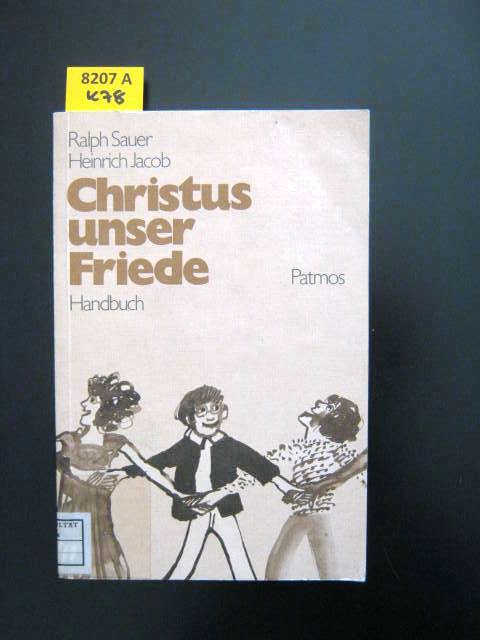 8207 A
K78
Ralph Sauer
Heinrich Jacob
Christus
unser
Friede
Patmos
Handbuch